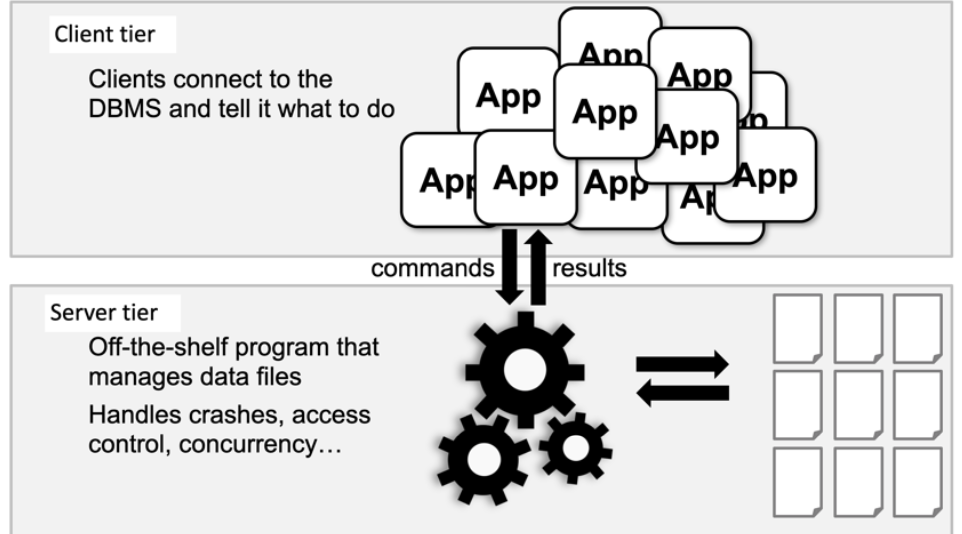 Client tier
Clients connect to the
DBMS and tell it what to do
App
App
App
App
App
App
App
App
App
App
commands
results
Server tier
Off-the-shelf program that
manages data files
Handles crashes, access
control, concurrency…